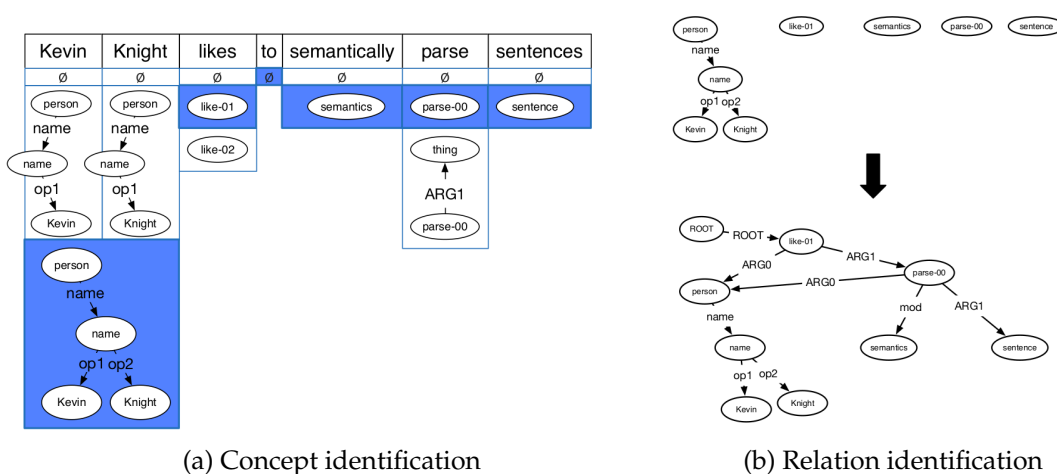 Kevin Knight likes to semantically parse sentences
Ø Ø Ø Ø Ø Ø Ø
person person like-01 semantics parse-00 sentence
name name
name name like-02 thing
op1 op1 ARG1
Kevin Knight parse-00
person
name
name
op1 op2
Kevin Knight
(a) Concept identification
person like-01 semantics parse-00 sentence
name
name
op1 op2
Kevin Knight
ROOT ROOT like-01
ARG0 ARG1
person ARG0 parse-00
name mod ARG1
name semantics sentence
op1 op2
Kevin Knight
(b) Relation identification